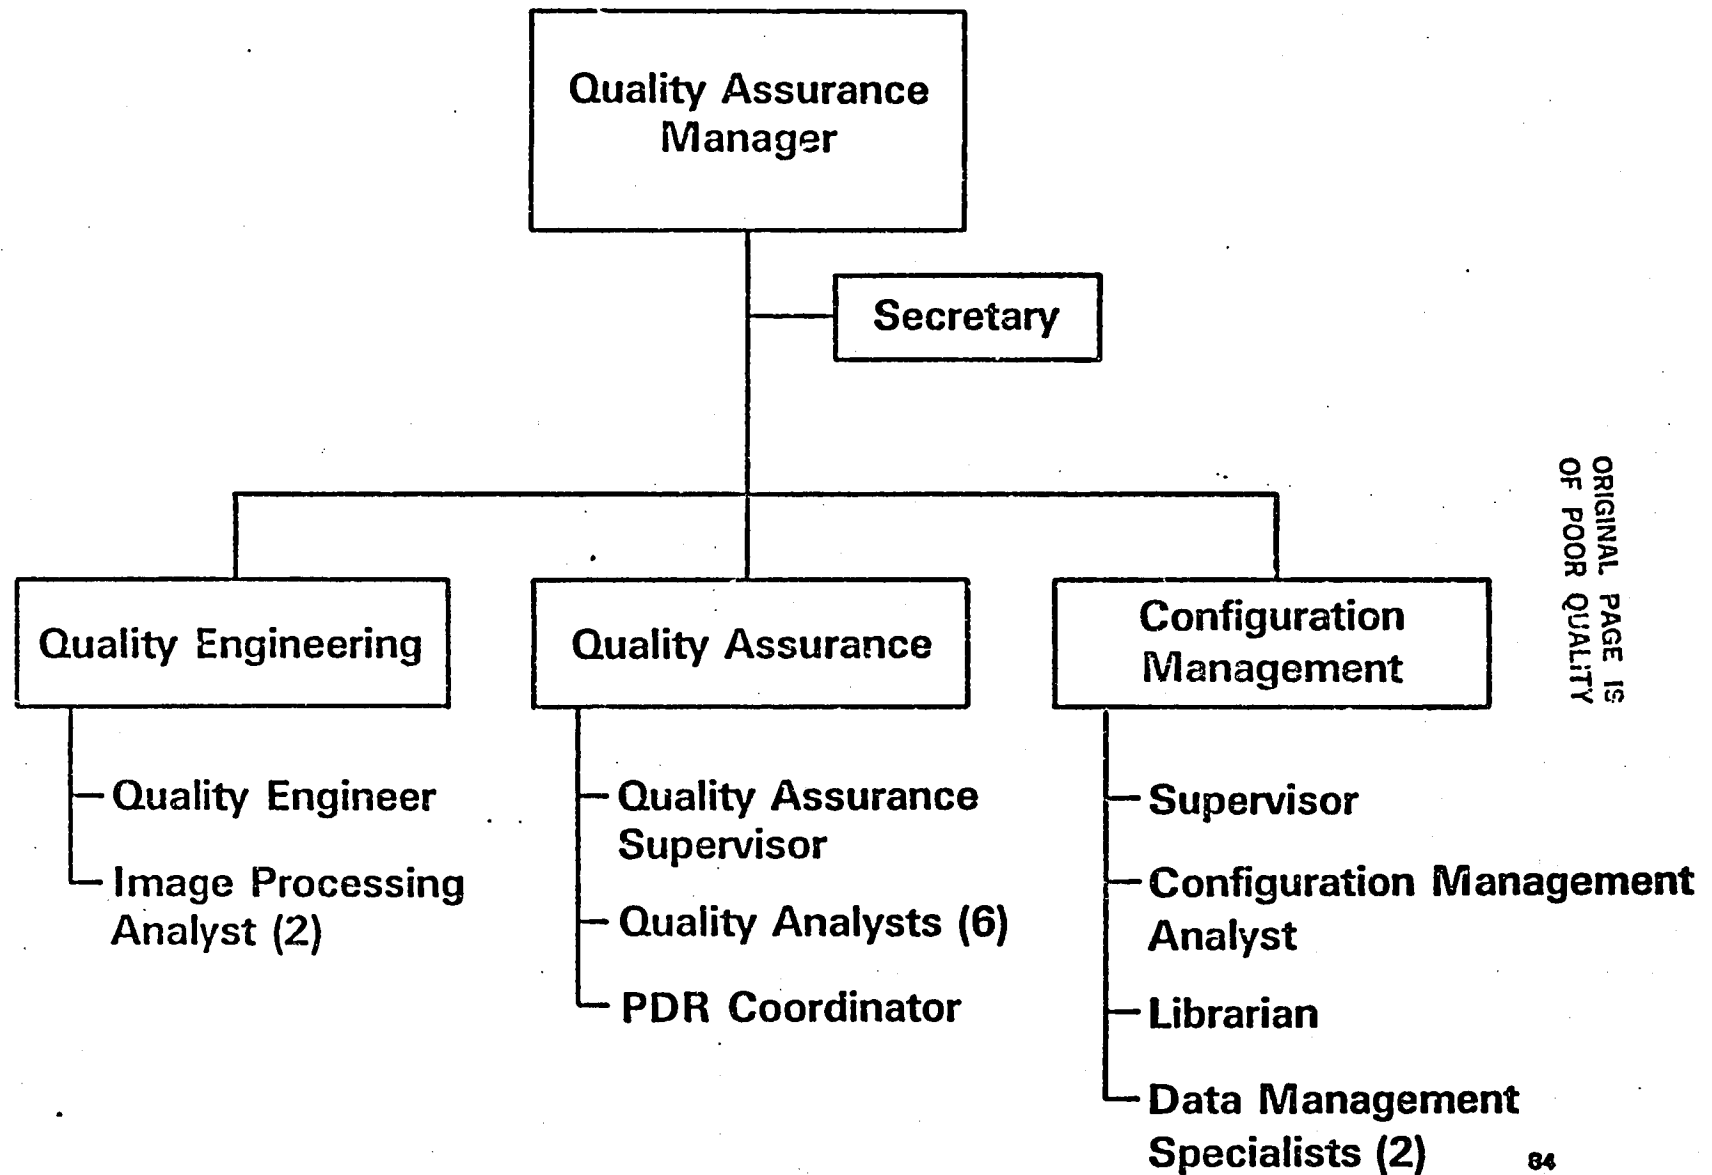 Quality Assurance
Manager
Secretary
Quality Engineering
Quality Engineer
Image Processing
Analyst (2)
Quality Assurance
Quality Assurance
Supervisor
Quality Analysts (6)
PDR Coordinator
Configuration
Management
Supervisor
Configuration Management
Analyst
Librarian
Data Management
Specialists (2)
ORIGINAL PAGE IS
OF POOR QUALITY
84